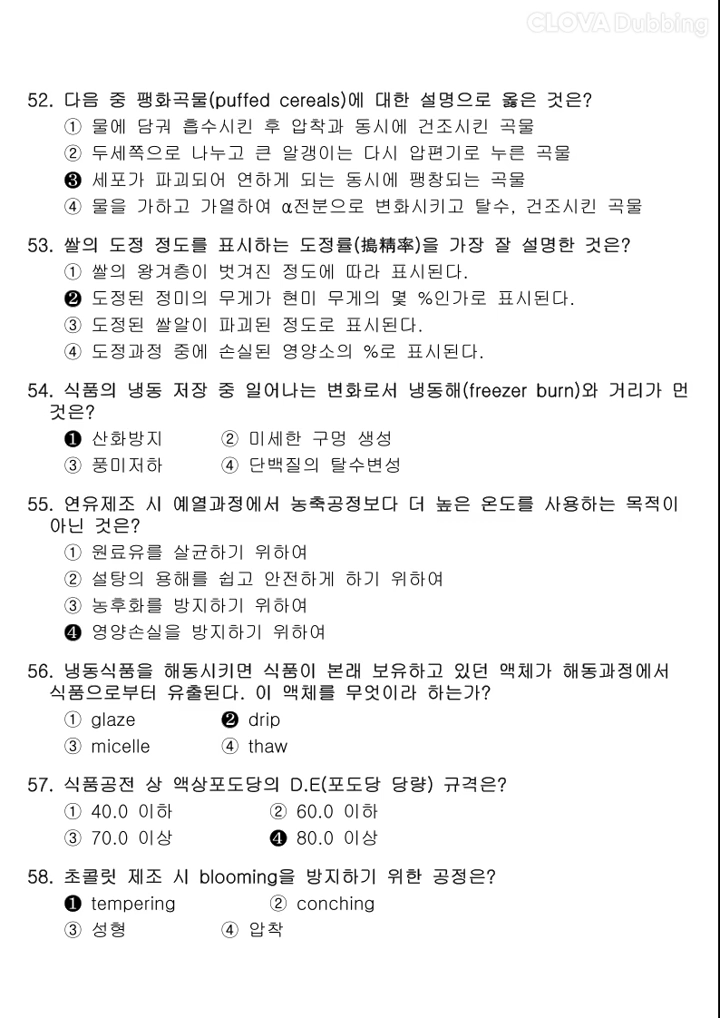 CLOVA Dubbing
52. 다음 중 팽화곡물(puffed cereals)에 대한 설명으로 옳은 것은?
① 물에 담궈 흡수시킨 후 압착과 동시에 건조시킨 곡물
② 두세쪽으로 나누고 큰 알갱이는 다시 압편기로 누른 곡물
❸ 세포가 파괴되어 연하게 되는 동시에 팽창되는 곡물
④ 물을 가하고 가열하여 α전분으로 변화시키고 탈수, 건조시킨 곡물
53. 쌀의 도정 정도를 표시하는 도정률(搗精率)을 가장 잘 설명한 것은?
① 쌀의 왕겨층이 벗겨진 정도에 따라 표시된다.
❷ 도정된 정미의 무게가 현미 무게의 몇 %인가로 표시된다.
③ 도정된 쌀알이 파괴된 정도로 표시된다.
④ 도정과정 중에 손실된 영양소의 %로 표시된다.
54. 식품의 냉동 저장 중 일어나는 변화로서 냉동해(freezer burn)와 거리가 먼
것은?
❶ 산화방지 ② 미세한 구멍 생성
③ 풍미저하 ④ 단백질의 탈수변성
55. 연유제조 시 예열과정에서 농축공정보다 더 높은 온도를 사용하는 목적이
아닌 것은?
① 원료유를 살균하기 위하여
② 설탕의 용해를 쉽고 안전하게 하기 위하여
③ 농후화를 방지하기 위하여
❹ 영양손실을 방지하기 위하여
56. 냉동식품을 해동시키면 식품이 본래 보유하고 있던 액체가 해동과정에서
식품으로부터 유출된다. 이 액체를 무엇이라 하는가?
① glaze ❷ drip
③ micelle ④ thaw
57. 식품공전 상 액상포도당의 D.E(포도당 당량) 규격은?
① 40.0 이하 ② 60.0 이하
③ 70.0 이상 ❹ 80.0 이상
58. 초콜릿 제조 시 blooming을 방지하기 위한 공정은?
❶ tempering ② conching
③ 성형 ④ 압착